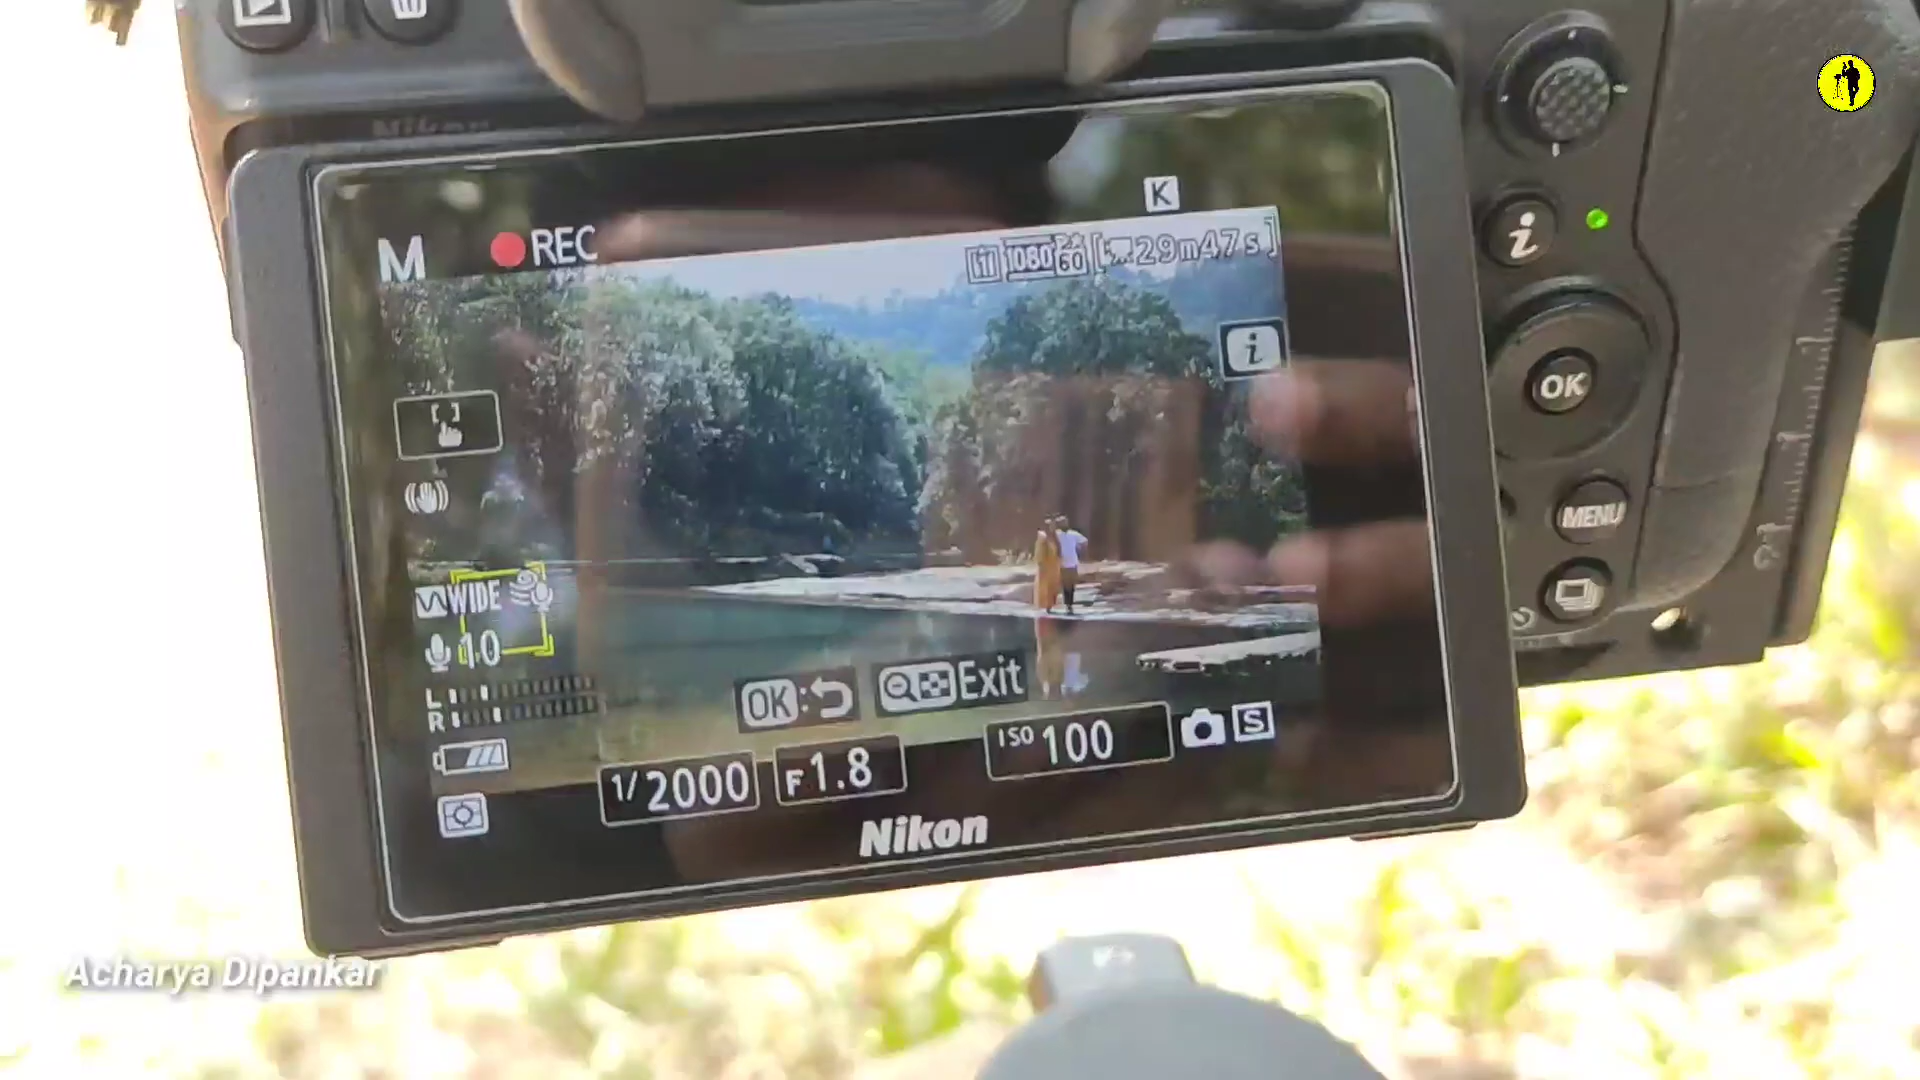 Nikon
K
M REC
1080 60 [29m47s]
i
i
OK
MENU
WIDE
10
L
R
OK: Exit
1/2000 F1.8 ISO 100 S
Nikon
Acharya Dipankar